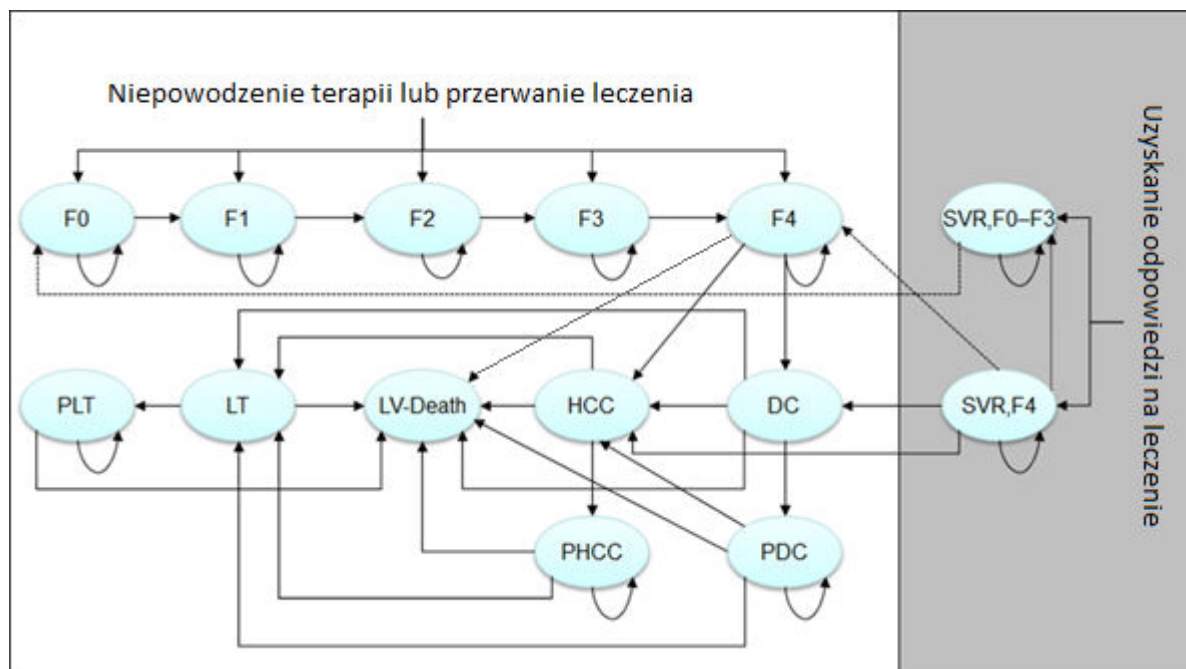 Niepowodzenie terapii lub przerwanie leczenia
F0
F1
F2
F3
F4
SVR,F0–F3
PLT
LT
LV-Death
HCC
DC
SVR,F4
PHCC
PDC
Uzyskanie odpowiedzi na leczenie